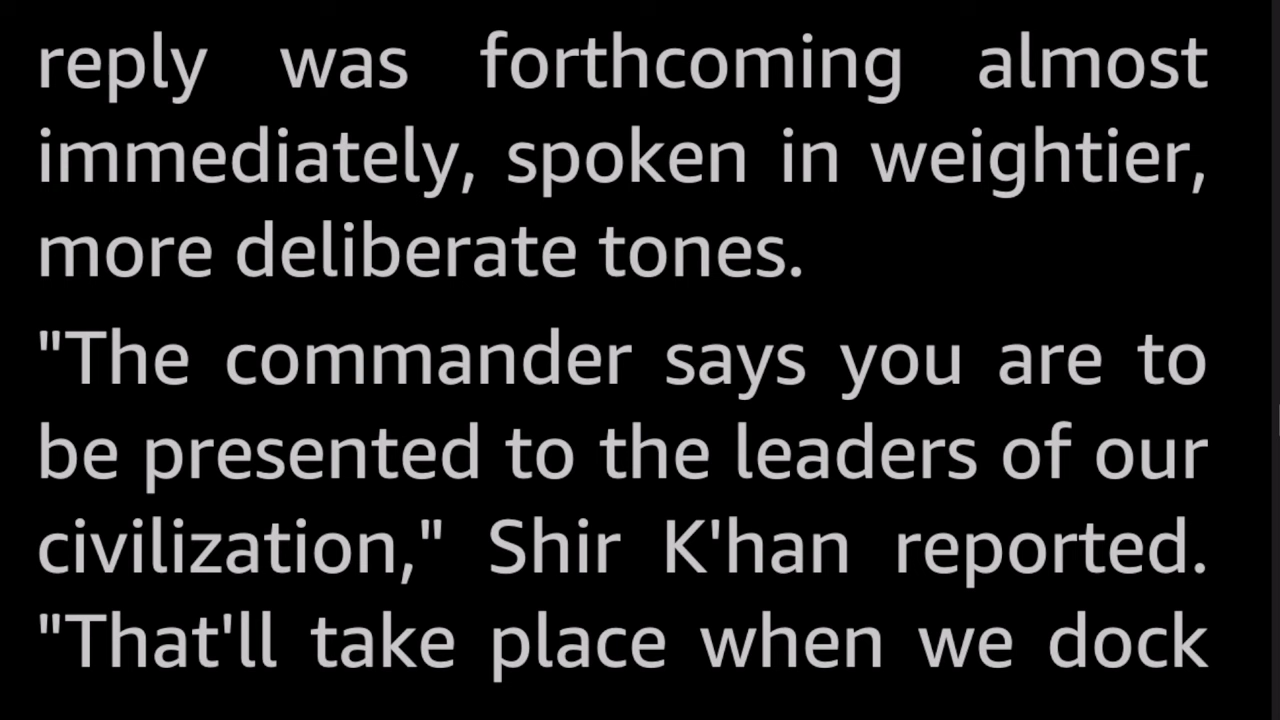 reply was forthcoming almost
immediately, spoken in weightier,
more deliberate tones.
"The commander says you are to
be presented to the leaders of our
civilization," Shir K'han reported.
"That'll take place when we dock